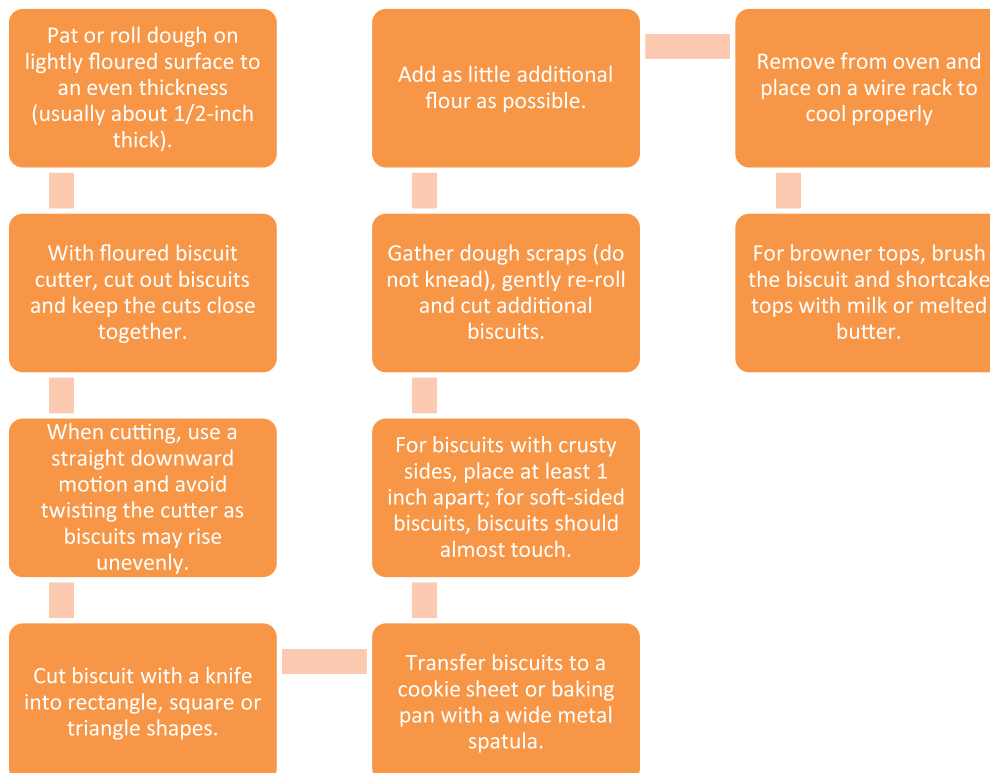 Pat or roll dough on
lightly floured surface to
an even thickness
(usually about 1/2-inch
thick).
With floured biscuit
cutter, cut out biscuits
and keep the cuts close
together.
When cutting, use a
straight downward
motion and avoid
twisting the cutter as
biscuits may rise
unevenly.
Cut biscuit with a knife
into rectangle, square or
triangle shapes.
Transfer biscuits to a
cookie sheet or baking
pan with a wide metal
spatula.
For biscuits with crusty
sides, place at least 1
inch apart; for soft-sided
biscuits, biscuits should
almost touch.
Gather dough scraps (do
not knead), gently re-roll
and cut additional
biscuits.
Add as little additional
flour as possible.
Remove from oven and
place on a wire rack to
cool properly
For browner tops, brush
the biscuit and shortcake
tops with milk or melted
butter.